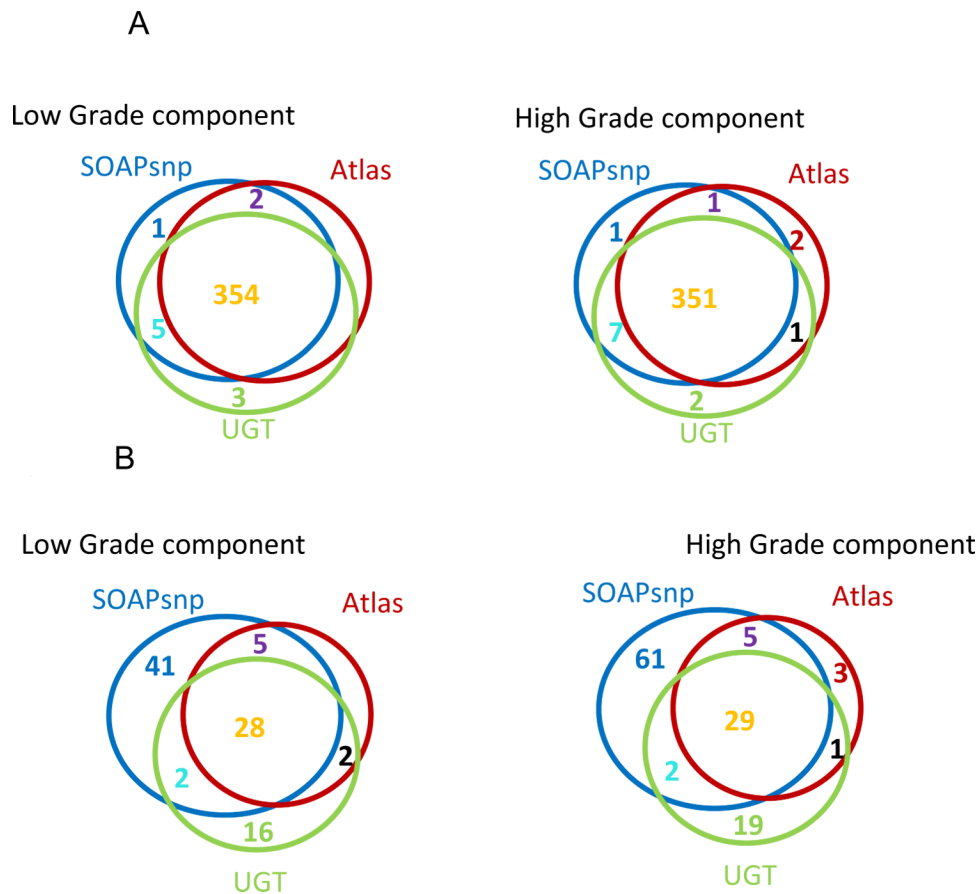 A
Low Grade component
High Grade component
SOAPsnp
Atlas
SOAPsnp
Atlas
2
1
1
1
2
354
351
5
7
1
3
2
UGT
UGT
B
Low Grade component
High Grade component
SOAPsnp
Atlas
SOAPsnp
Atlas
5
5
41
61
3
28
29
2
1
2
2
16
19
UGT
UGT